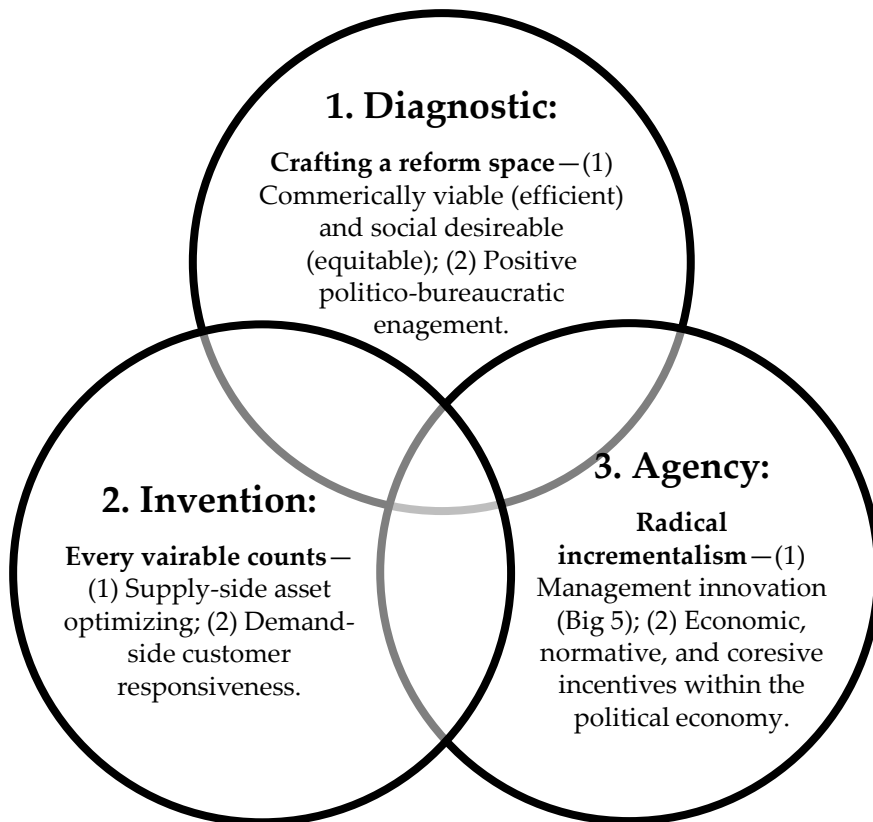 1. Diagnostic:
Crafting a reform space—(1)
Commerically viable (efficient)
and social desireable
(equitable); (2) Positive
politico-bureaucratic
enagement.
2. Invention:
Every vairable counts—
(1) Supply-side asset
optimizing; (2) Demand-
side customer
responsiveness.
3. Agency:
Radical
incrementalism—(1)
Management innovation
(Big 5); (2) Economic,
normative, and coresive
incentives within the
political economy.